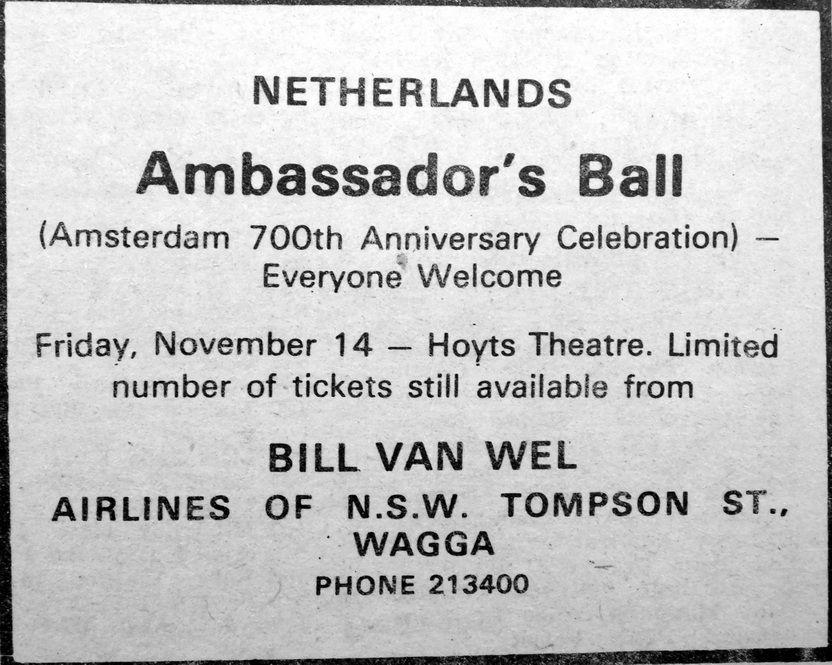 NETHERLANDS
Ambassador's Ball
(Amsterdam 700th Anniversary Celebration) —
Everyone Welcome
Friday, November 14 — Hoyts Theatre. Limited
number of tickets still available from
BILL VAN WEL
AIRLINES OF N.S.W. TOMPSON ST.,
WAGGA
PHONE 213400